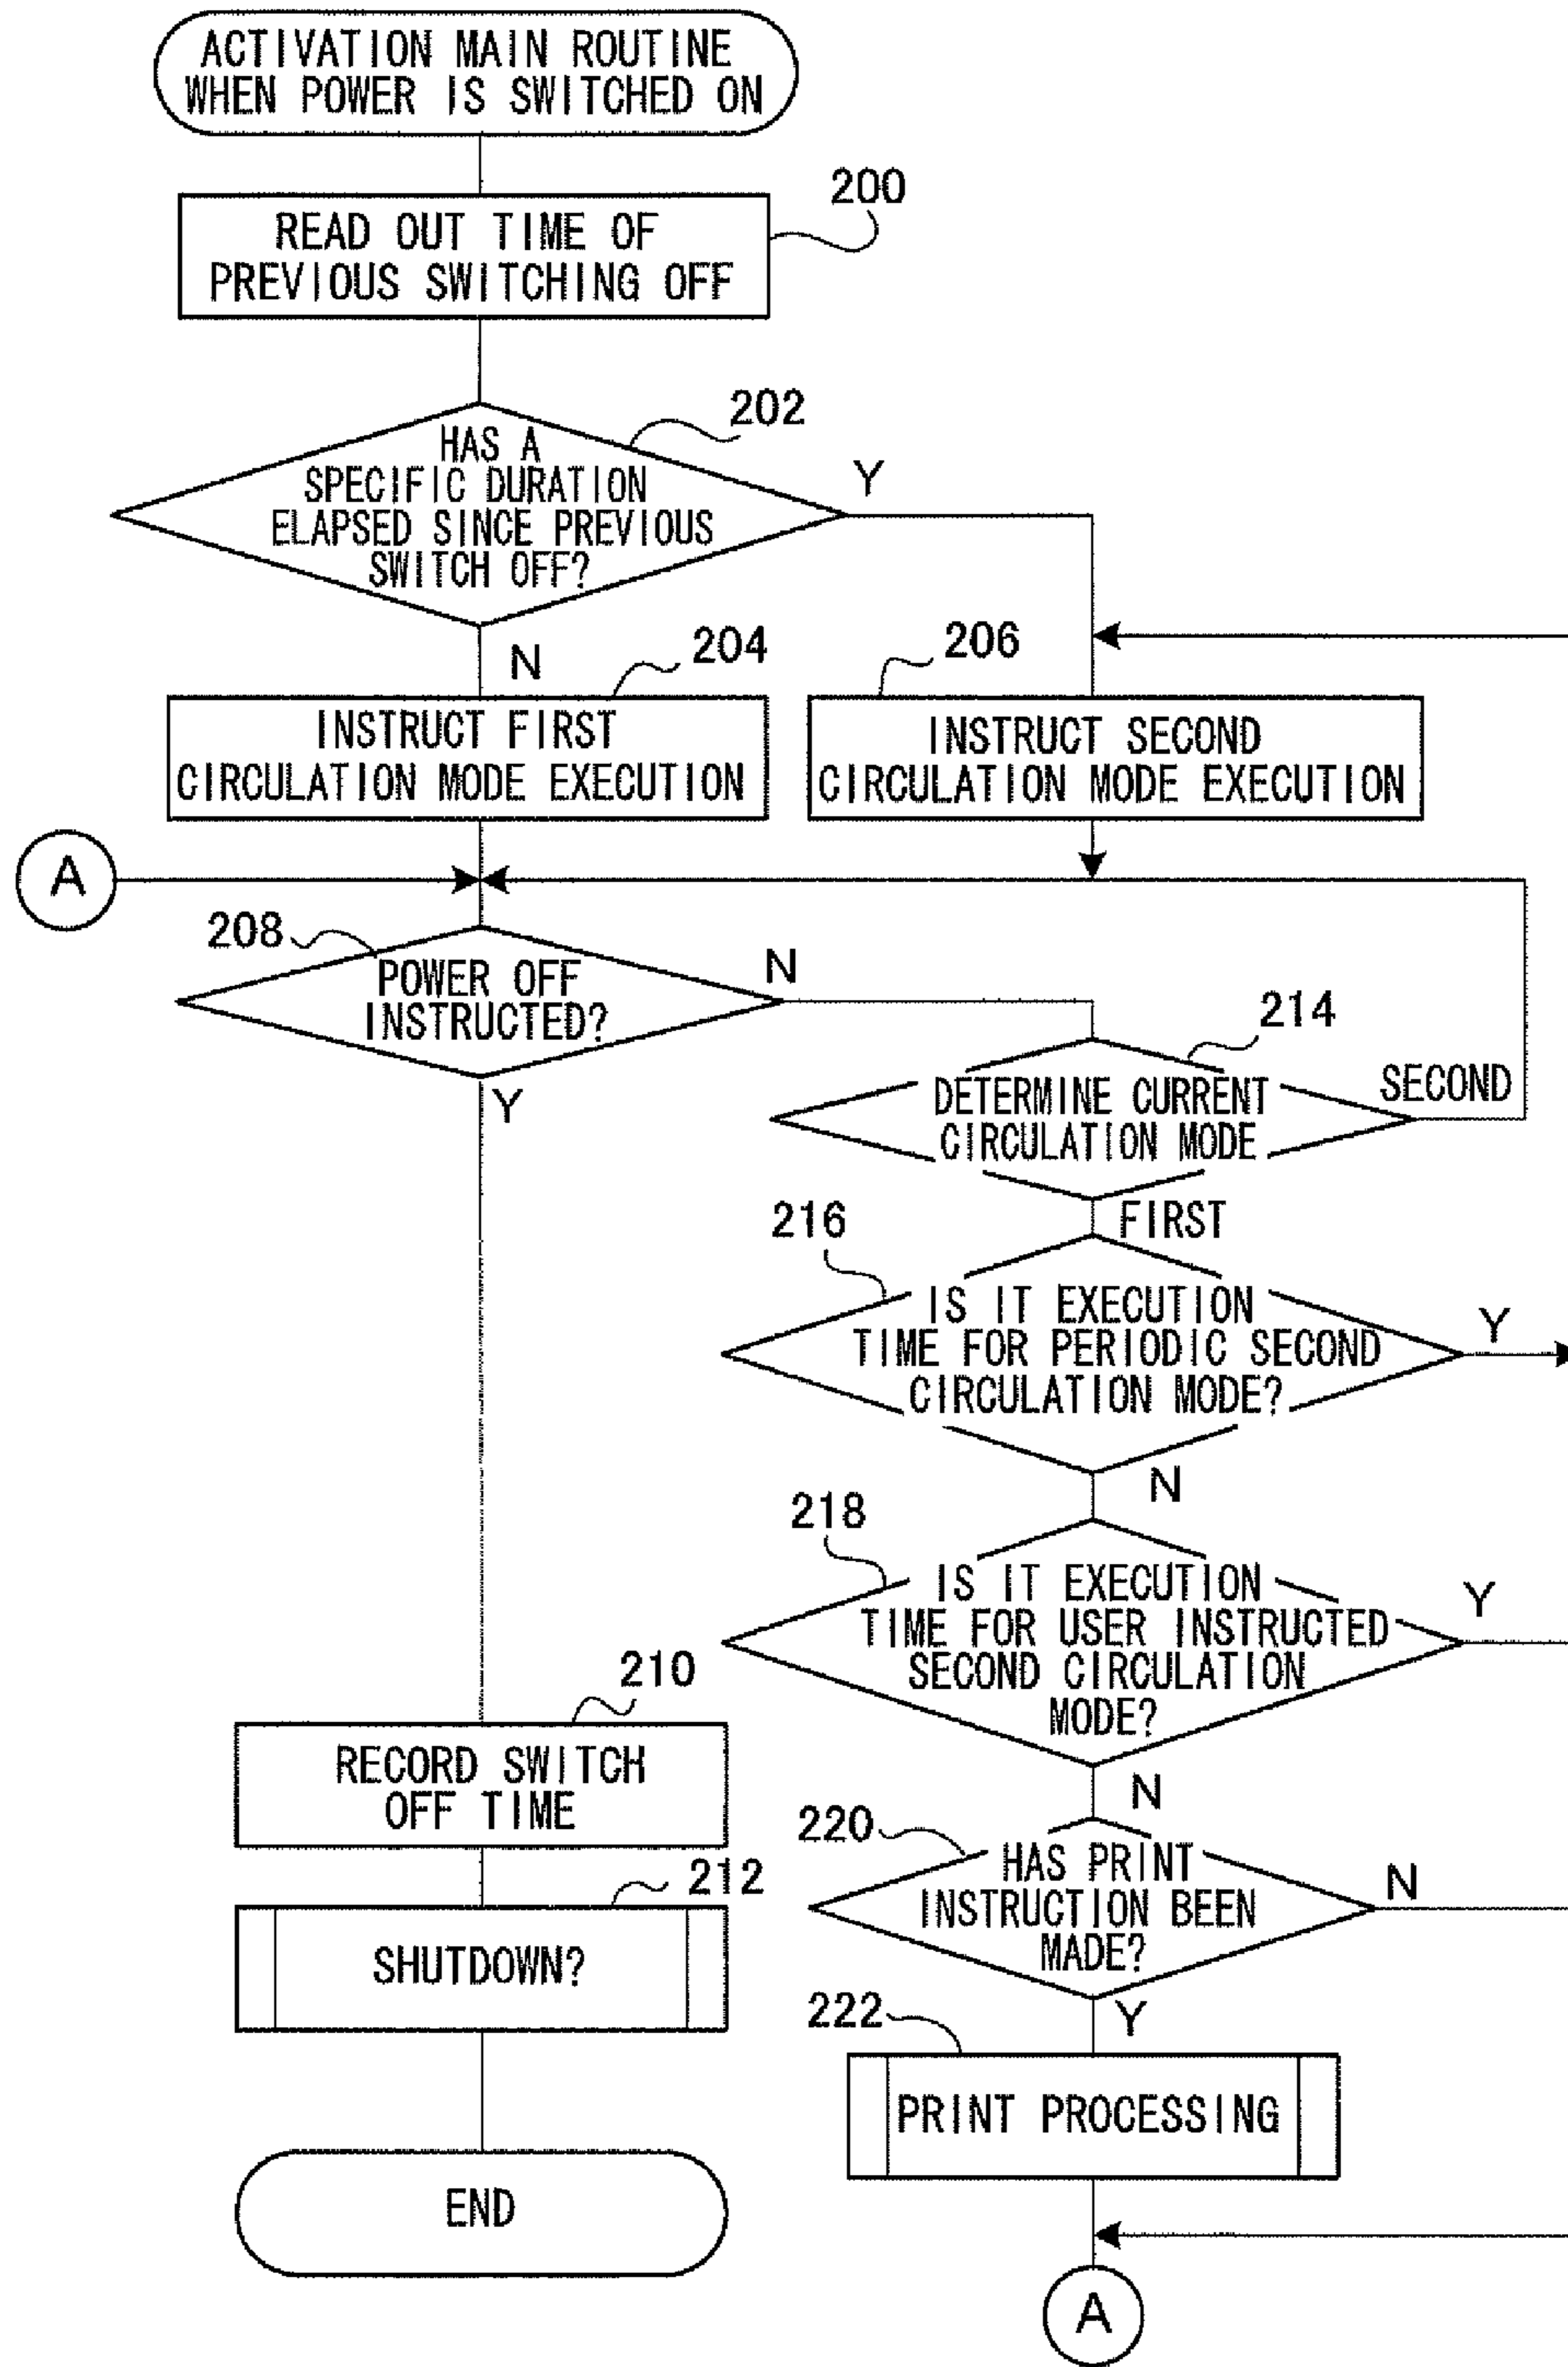 ACTIVATION MAIN ROUTINE
WHEN POWER IS SWITCHED ON
200
READ OUT TIME OF
PREVIOUS SWITCHING OFF
202
HAS A
SPECIFIC DURATION
ELAPSED SINCE PREVIOUS
SWITCH OFF?
Y
N
204
INSTRUCT FIRST
CIRCULATION MODE EXECUTION
206
INSTRUCT SECOND
CIRCULATION MODE EXECUTION
A
208
POWER OFF
INSTRUCTED?
N
Y
214
DETERMINE CURRENT
CIRCULATION MODE
SECOND
FIRST
216
IS IT EXECUTION
TIME FOR PERIODIC SECOND
CIRCULATION MODE?
Y
N
218
IS IT EXECUTION
TIME FOR USER INSTRUCTED
SECOND CIRCULATION
MODE?
Y
N
210
RECORD SWITCH
OFF TIME
212
SHUTDOWN?
END
220
HAS PRINT
INSTRUCTION BEEN
MADE?
N
Y
222
PRINT PROCESSING
A